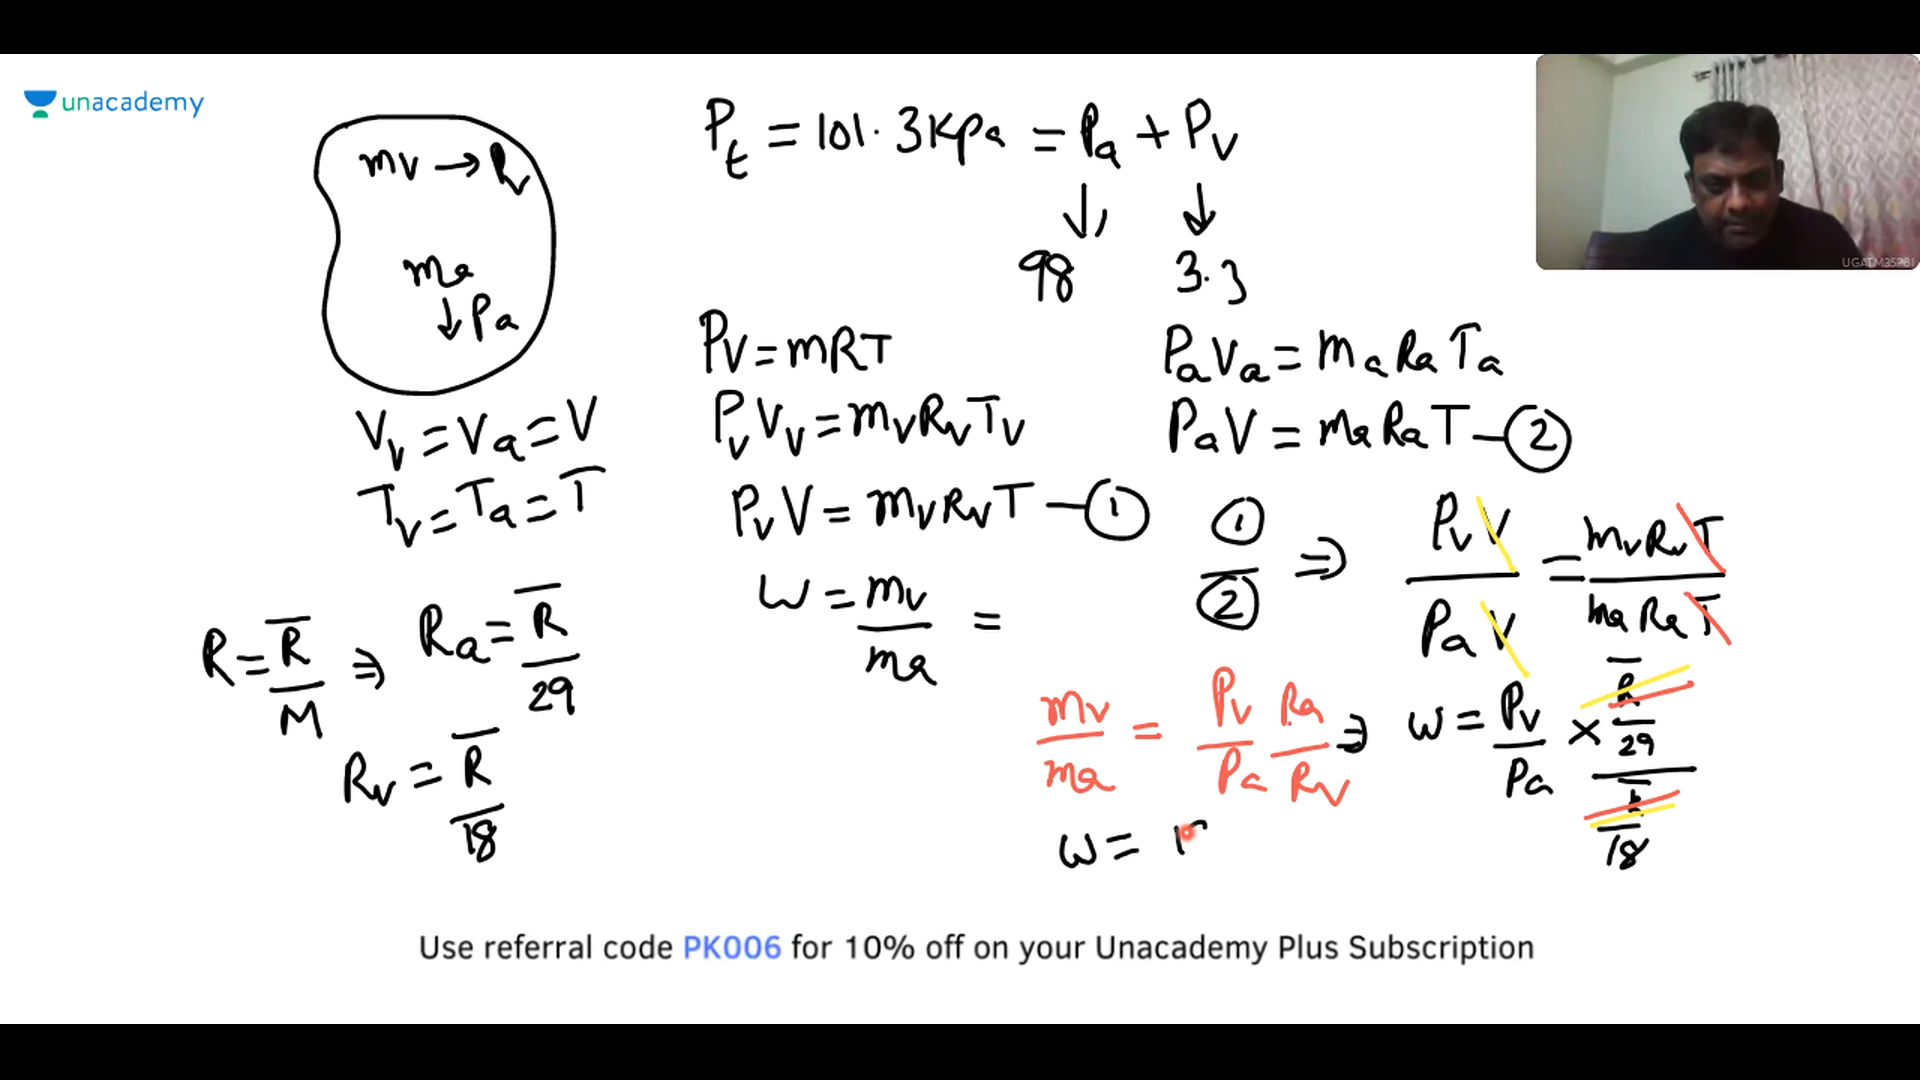 unacademy
mv → Pv
ma
↓ Pa
Vv = Va = V
Tv = Ta = T
R = R̅/M ⇒ Ra = R̅/29
Rv = R̅/18
Pt = 101.3 KPa = Pa + Pv
↓, ↓
98 3.3
PV = mRT
PvVv = mvRvTv
PvV = mvRvT — ①
ω = mv/ma =
PaVa = maRaTa
PaV = maRaT — ②
①/② ⇒ PvV/PaV = mvRvT/maRaT
mv/ma = Pv/Pa Ra/Rv ⇒ ω = Pv/Pa × R̅/29 / R̅/18
ω =
UGATM35P8I
Use referral code PK006 for 10% off on your Unacademy Plus Subscription